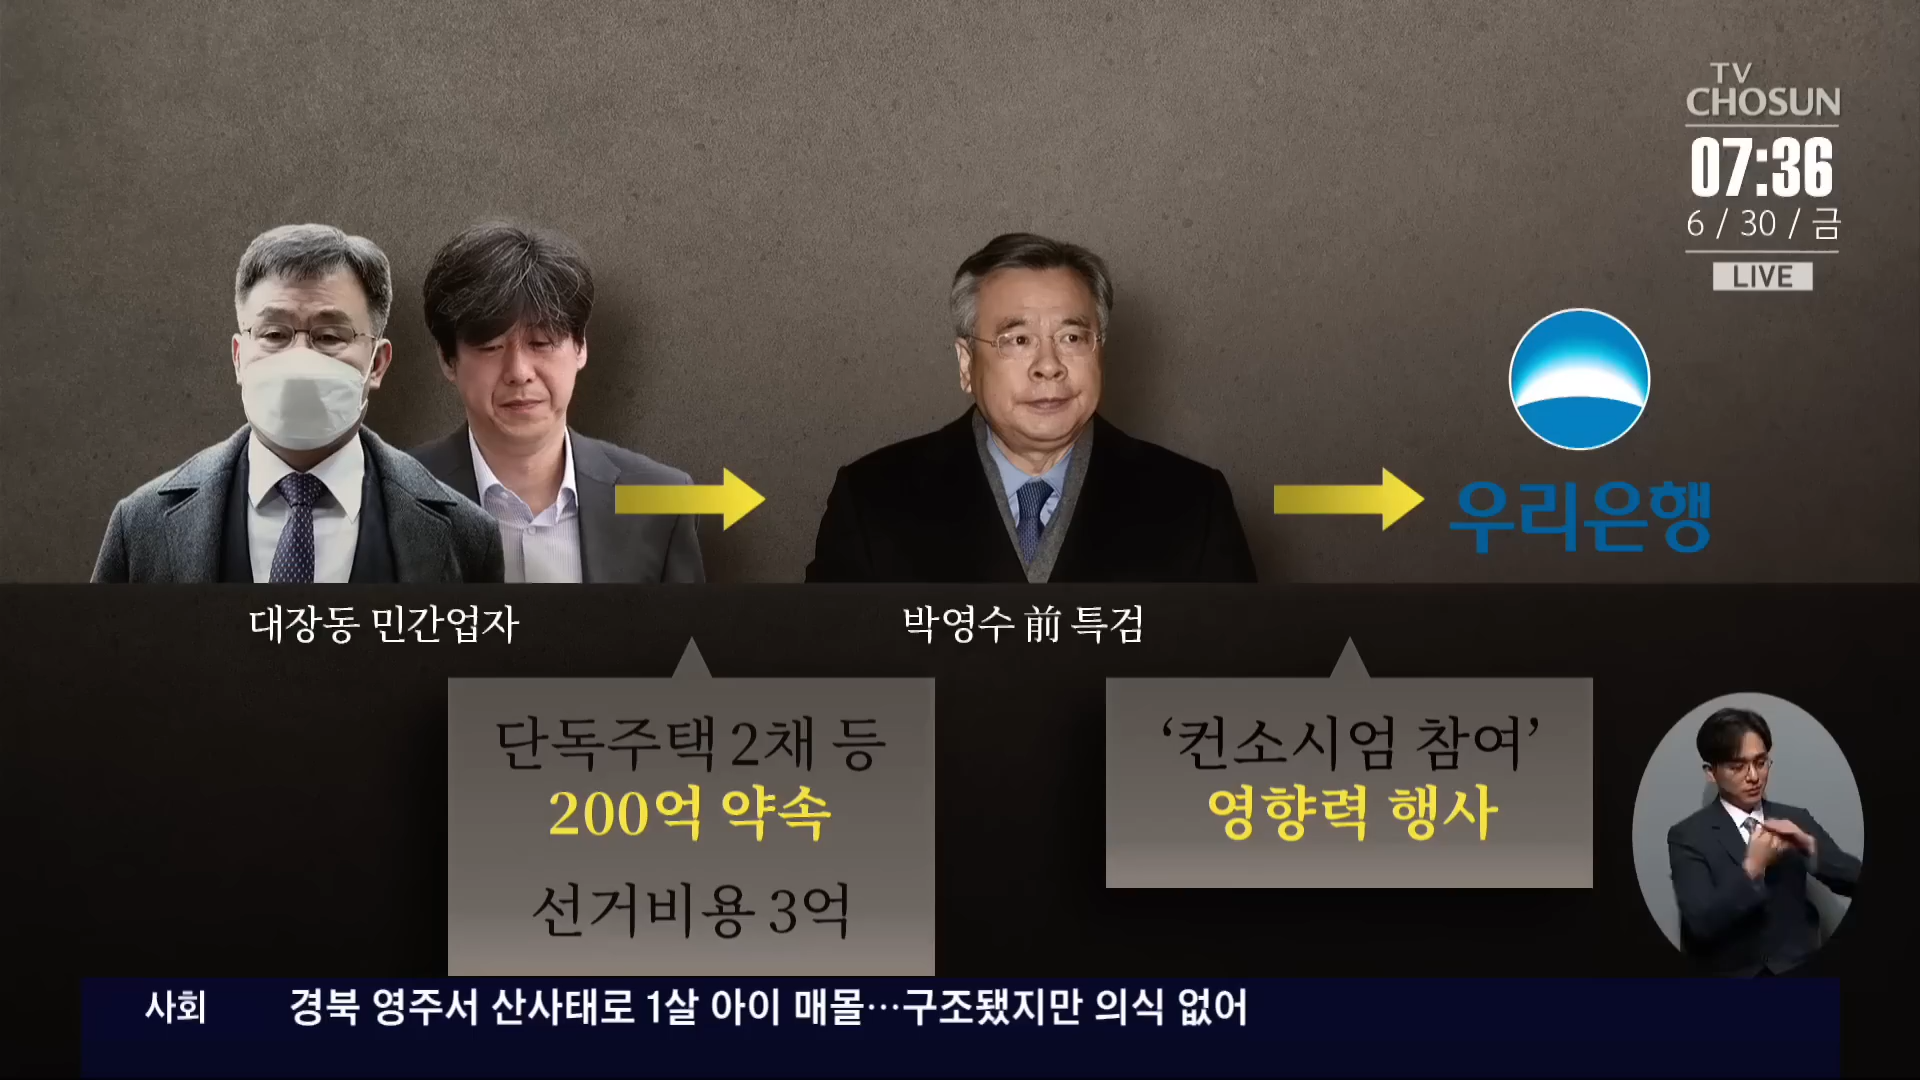 TV
CHOSUN
07:36
6 / 30 / 금
LIVE
우리은행
대장동 민간업자
박영수 前 특검
단독주택 2채 등
200억 약속
선거비용 3억
‘컨소시엄 참여’
영향력 행사
사회 경북 영주서 산사태로 1살 아이 매몰…구조됐지만 의식 없어